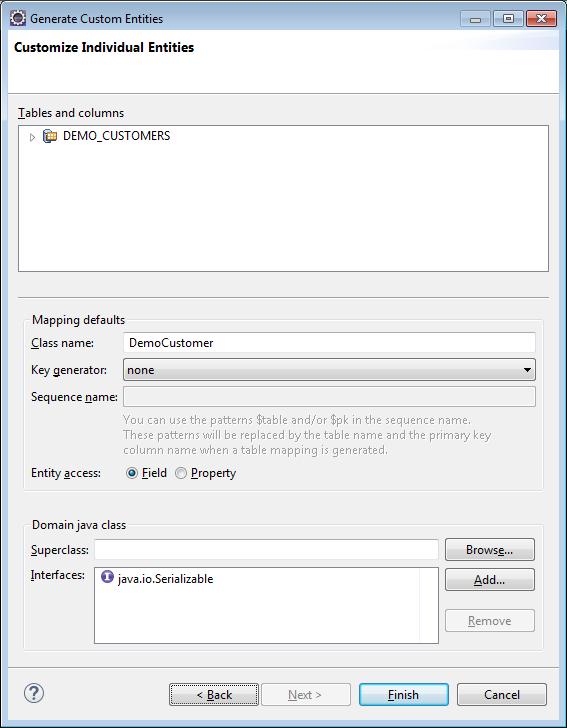 Generate Custom Entities
Customize Individual Entities
Tables and columns
DEMO_CUSTOMERS
Mapping defaults
Class name: DemoCustomer
Key generator: none
Sequence name:
You can use the patterns $table and/or $pk in the sequence name.
These patterns will be replaced by the table name and the primary key
column name when a table mapping is generated.
Entity access: Field Property
Domain java class
Superclass: Browse...
Interfaces: I java.io.Serializable Add...
Remove
? < Back Next > Finish Cancel